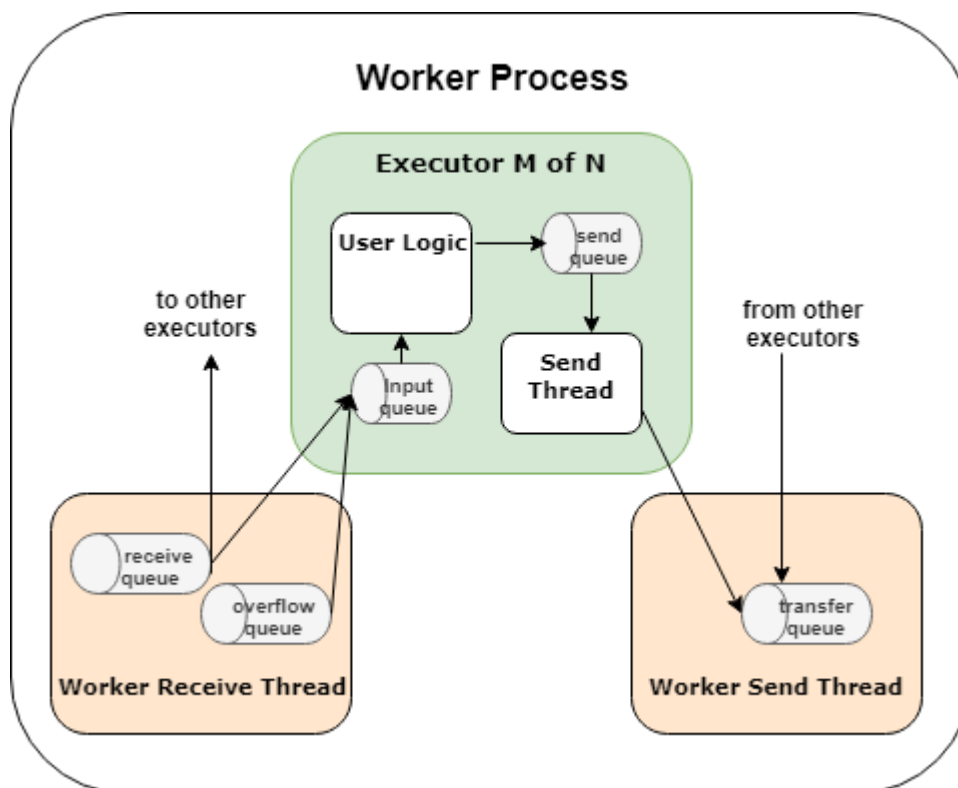 Worker Process
Executor M of N
User Logic
send
queue
to other
executors
from other
executors
Input
queue
Send
Thread
receive
queue
overflow
queue
transfer
queue
Worker Receive Thread
Worker Send Thread